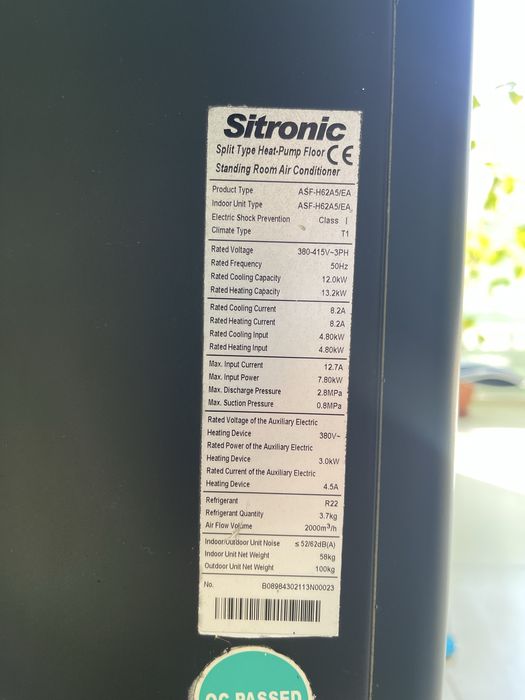 Sitronic
Split Type Heat-Pump Floor CE
Standing Room Air Conditioner
Product Type ASF-H62A5/EA
Indoor Unit Type ASF-H62A5/EA
Electric Shock Prevention Class I
Climate Type T1
Rated Voltage 380-415V~3PH
Rated Frequency 50Hz
Rated Cooling Capacity 12.0kW
Rated Heating Capacity 13.2kW
Rated Cooling Current 8.2A
Rated Heating Current 8.2A
Rated Cooling Input 4.80kW
Rated Heating Input 4.80kW
Max. Input Current 12.7A
Max. Input Power 7.80kW
Max. Discharge Pressure 2.8MPa
Max. Suction Pressure 0.8MPa
Rated Voltage of the Auxiliary Electric
Heating Device 380V~
Rated Power of the Auxiliary Electric
Heating Device 3.0kW
Rated Current of the Auxiliary Electric
Heating Device 4.5A
Refrigerant R22
Refrigerant Quantity 3.7kg
Air Flow Volume 2000m³/h
Indoor/Outdoor Unit Noise ≤52/62dB(A)
Indoor Unit Net Weight 58kg
Outdoor Unit Net Weight 100kg
No. B08984302113N00023
QC PASSED